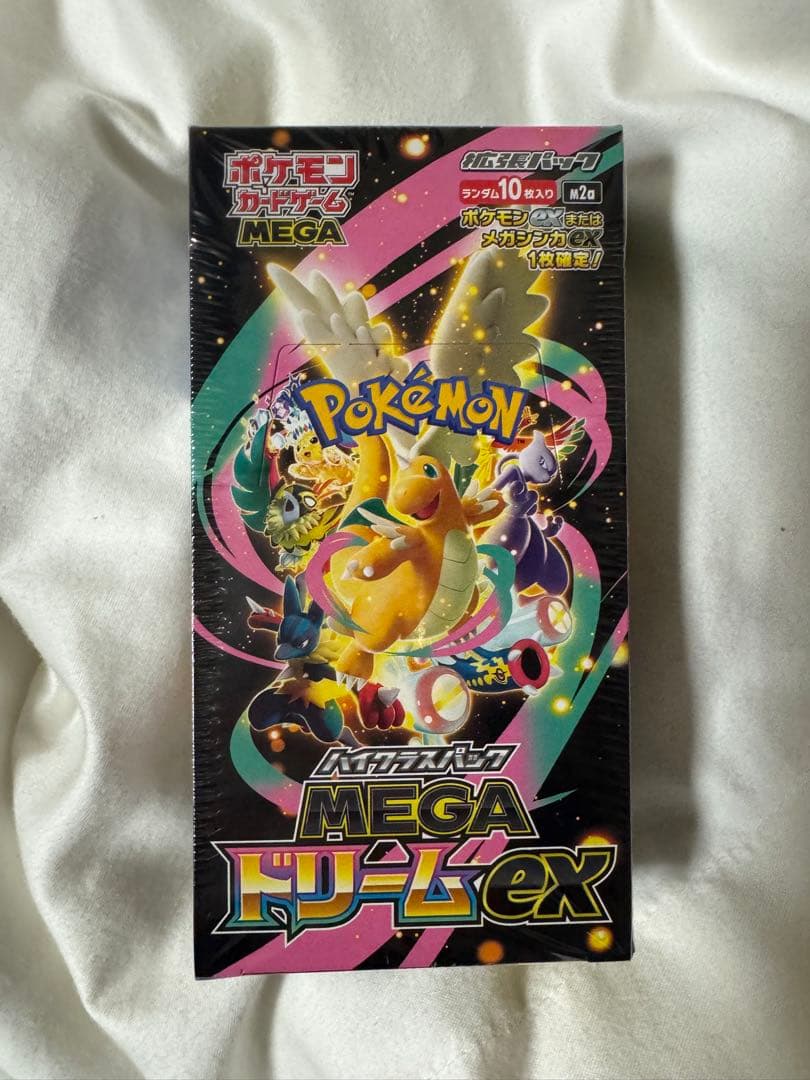 ポケモン
カードゲーム
MEGA
拡張パック
ランダム10枚入り
M2a
ポケモンexまたは
メガシンカex
1枚確定!
POKéMON
ハイクラスパック
MEGA
ドリームex